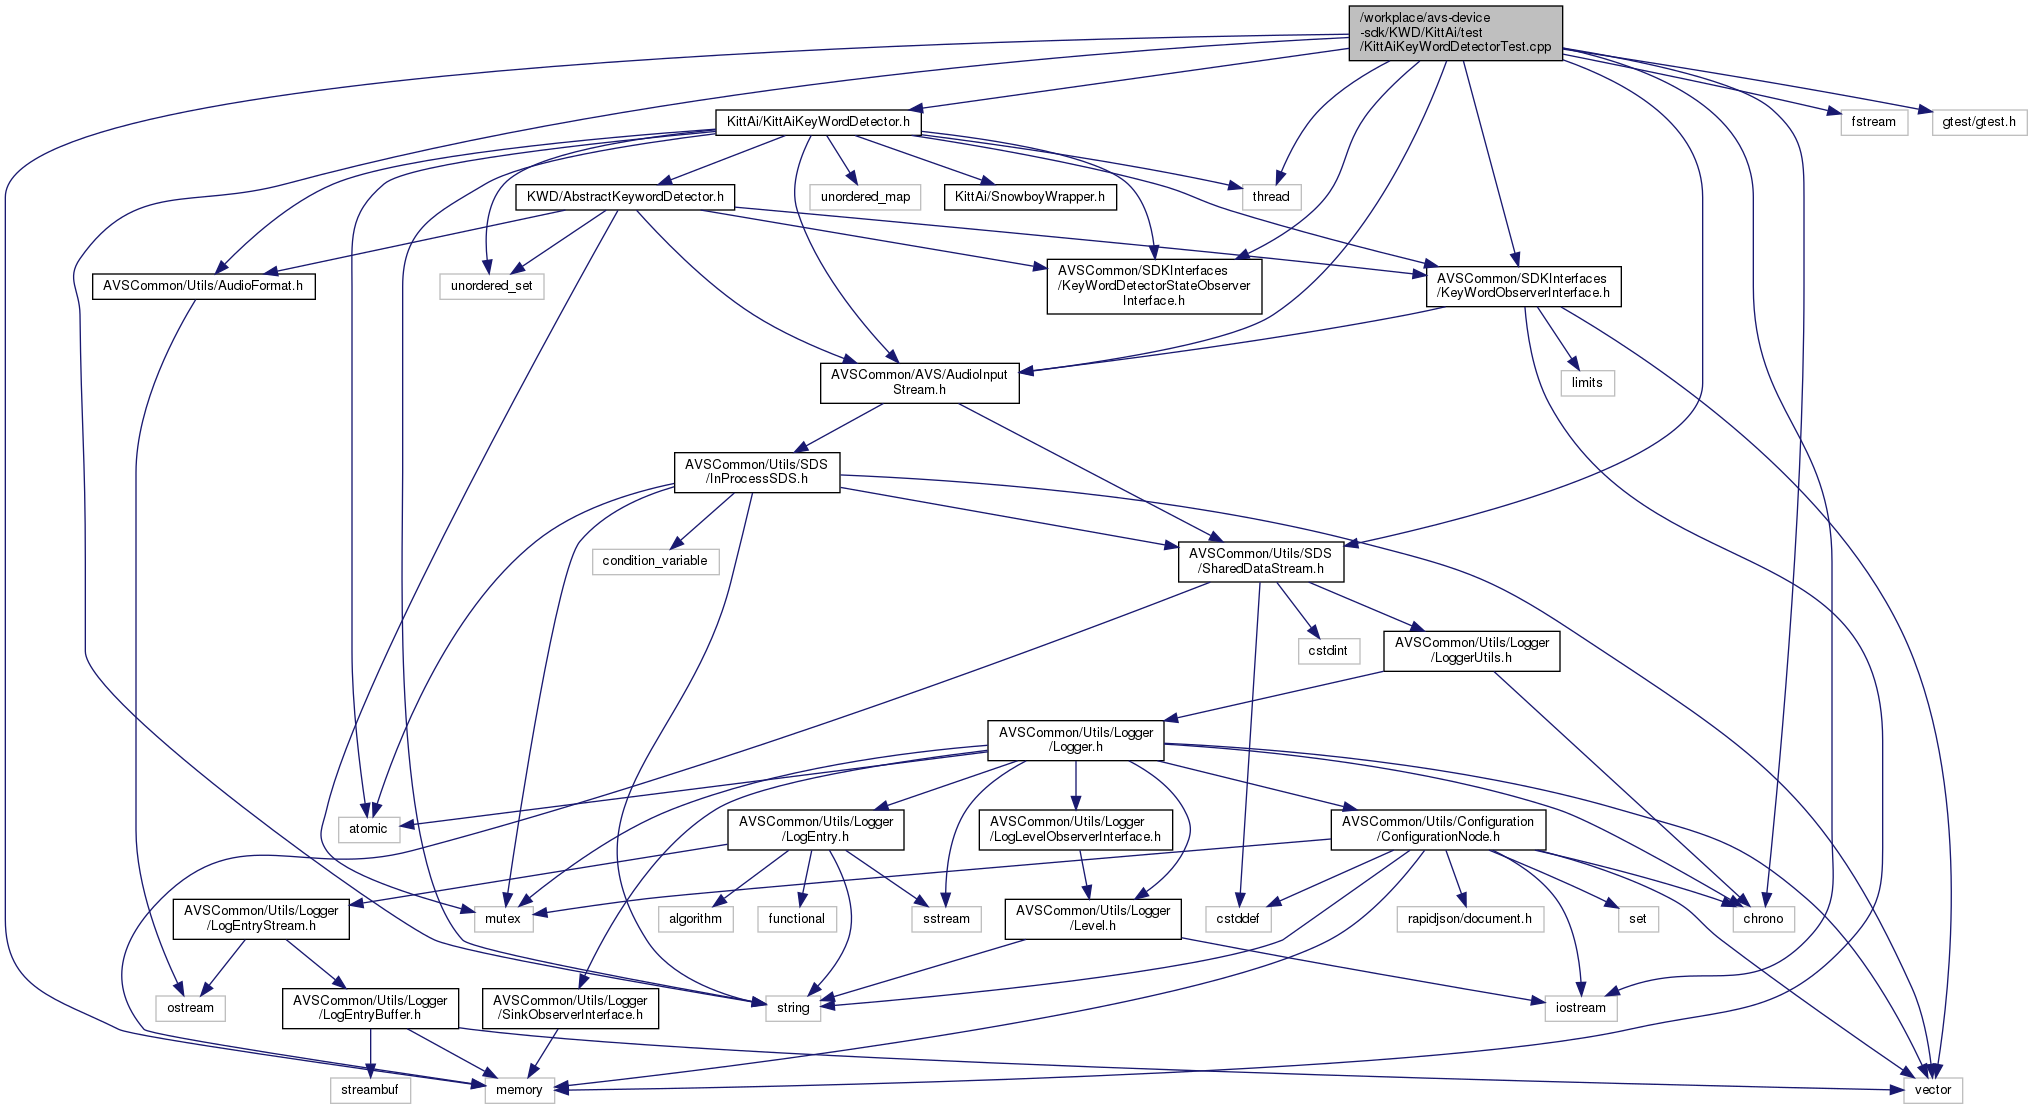 /workplace/avs-device
-sdk/KWD/KittAi/test
/KittAiKeyWordDetectorTest.cpp
KittAi/KittAiKeyWordDetector.h
fstream
gtest/gtest.h
KWD/AbstractKeywordDetector.h
unordered_map
KittAi/SnowboyWrapper.h
thread
AVSCommon/Utils/AudioFormat.h
unordered_set
AVSCommon/SDKInterfaces
/KeyWordDetectorStateObserver
Interface.h
AVSCommon/SDKInterfaces
/KeyWordObserverInterface.h
AVSCommon/AVS/AudioInput
Stream.h
limits
AVSCommon/Utils/SDS
/InProcessSDS.h
condition_variable
AVSCommon/Utils/SDS
/SharedDataStream.h
cstdint
AVSCommon/Utils/Logger
/LoggerUtils.h
AVSCommon/Utils/Logger
/Logger.h
atomic
AVSCommon/Utils/Logger
/LogEntry.h
AVSCommon/Utils/Logger
/LogLevelObserverInterface.h
AVSCommon/Utils/Configuration
/ConfigurationNode.h
AVSCommon/Utils/Logger
/LogEntryStream.h
mutex
algorithm
functional
sstream
AVSCommon/Utils/Logger
/Level.h
cstddef
rapidjson/document.h
set
chrono
ostream
AVSCommon/Utils/Logger
/LogEntryBuffer.h
AVSCommon/Utils/Logger
/SinkObserverInterface.h
string
iostream
streambuf
memory
vector